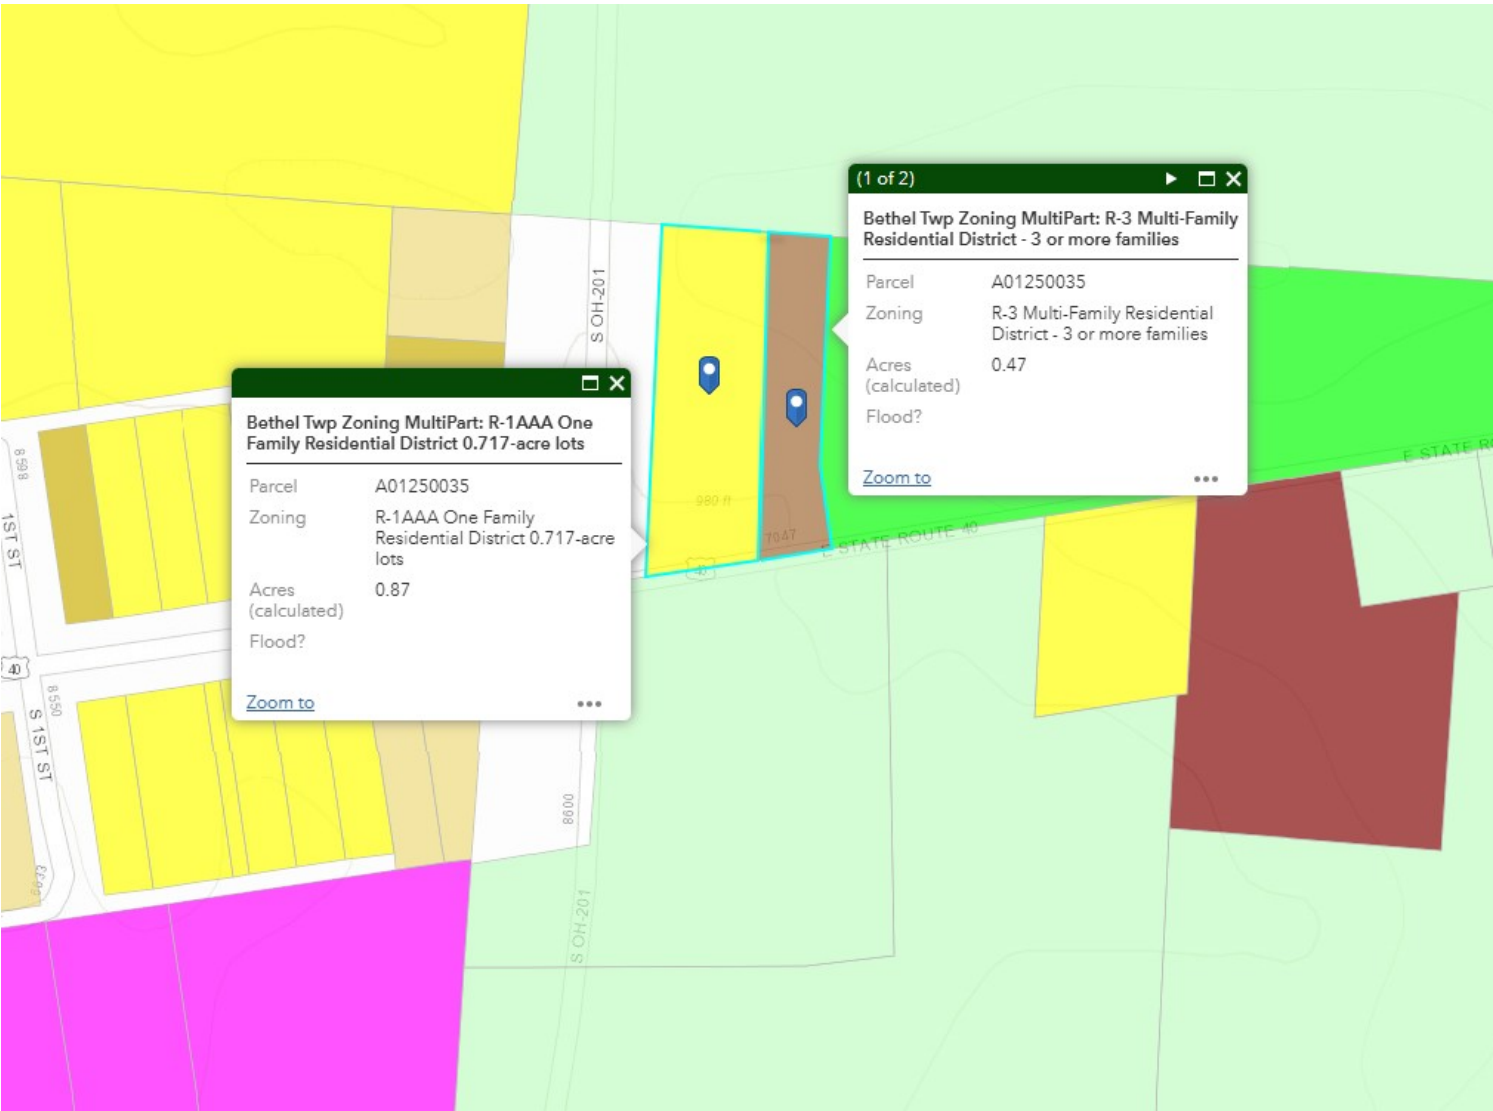 S OH-201
(1 of 2)
Bethel Twp Zoning MultiPart: R-3 Multi-Family
Residential District - 3 or more families
Parcel A01250035
Zoning R-3 Multi-Family Residential
District - 3 or more families
Acres 0.47
(calculated)
Flood?
Zoom to
Bethel Twp Zoning MultiPart: R-1AAA One
Family Residential District 0.717-acre lots
Parcel A01250035
Zoning R-1AAA One Family
Residential District 0.717-acre
lots
Acres 0.87
(calculated)
Flood?
Zoom to
980 ft
7047
40
E STATE ROUTE 40
E STATE R
8598
1ST ST
40
8550
S 1ST ST
8600
S OH-201